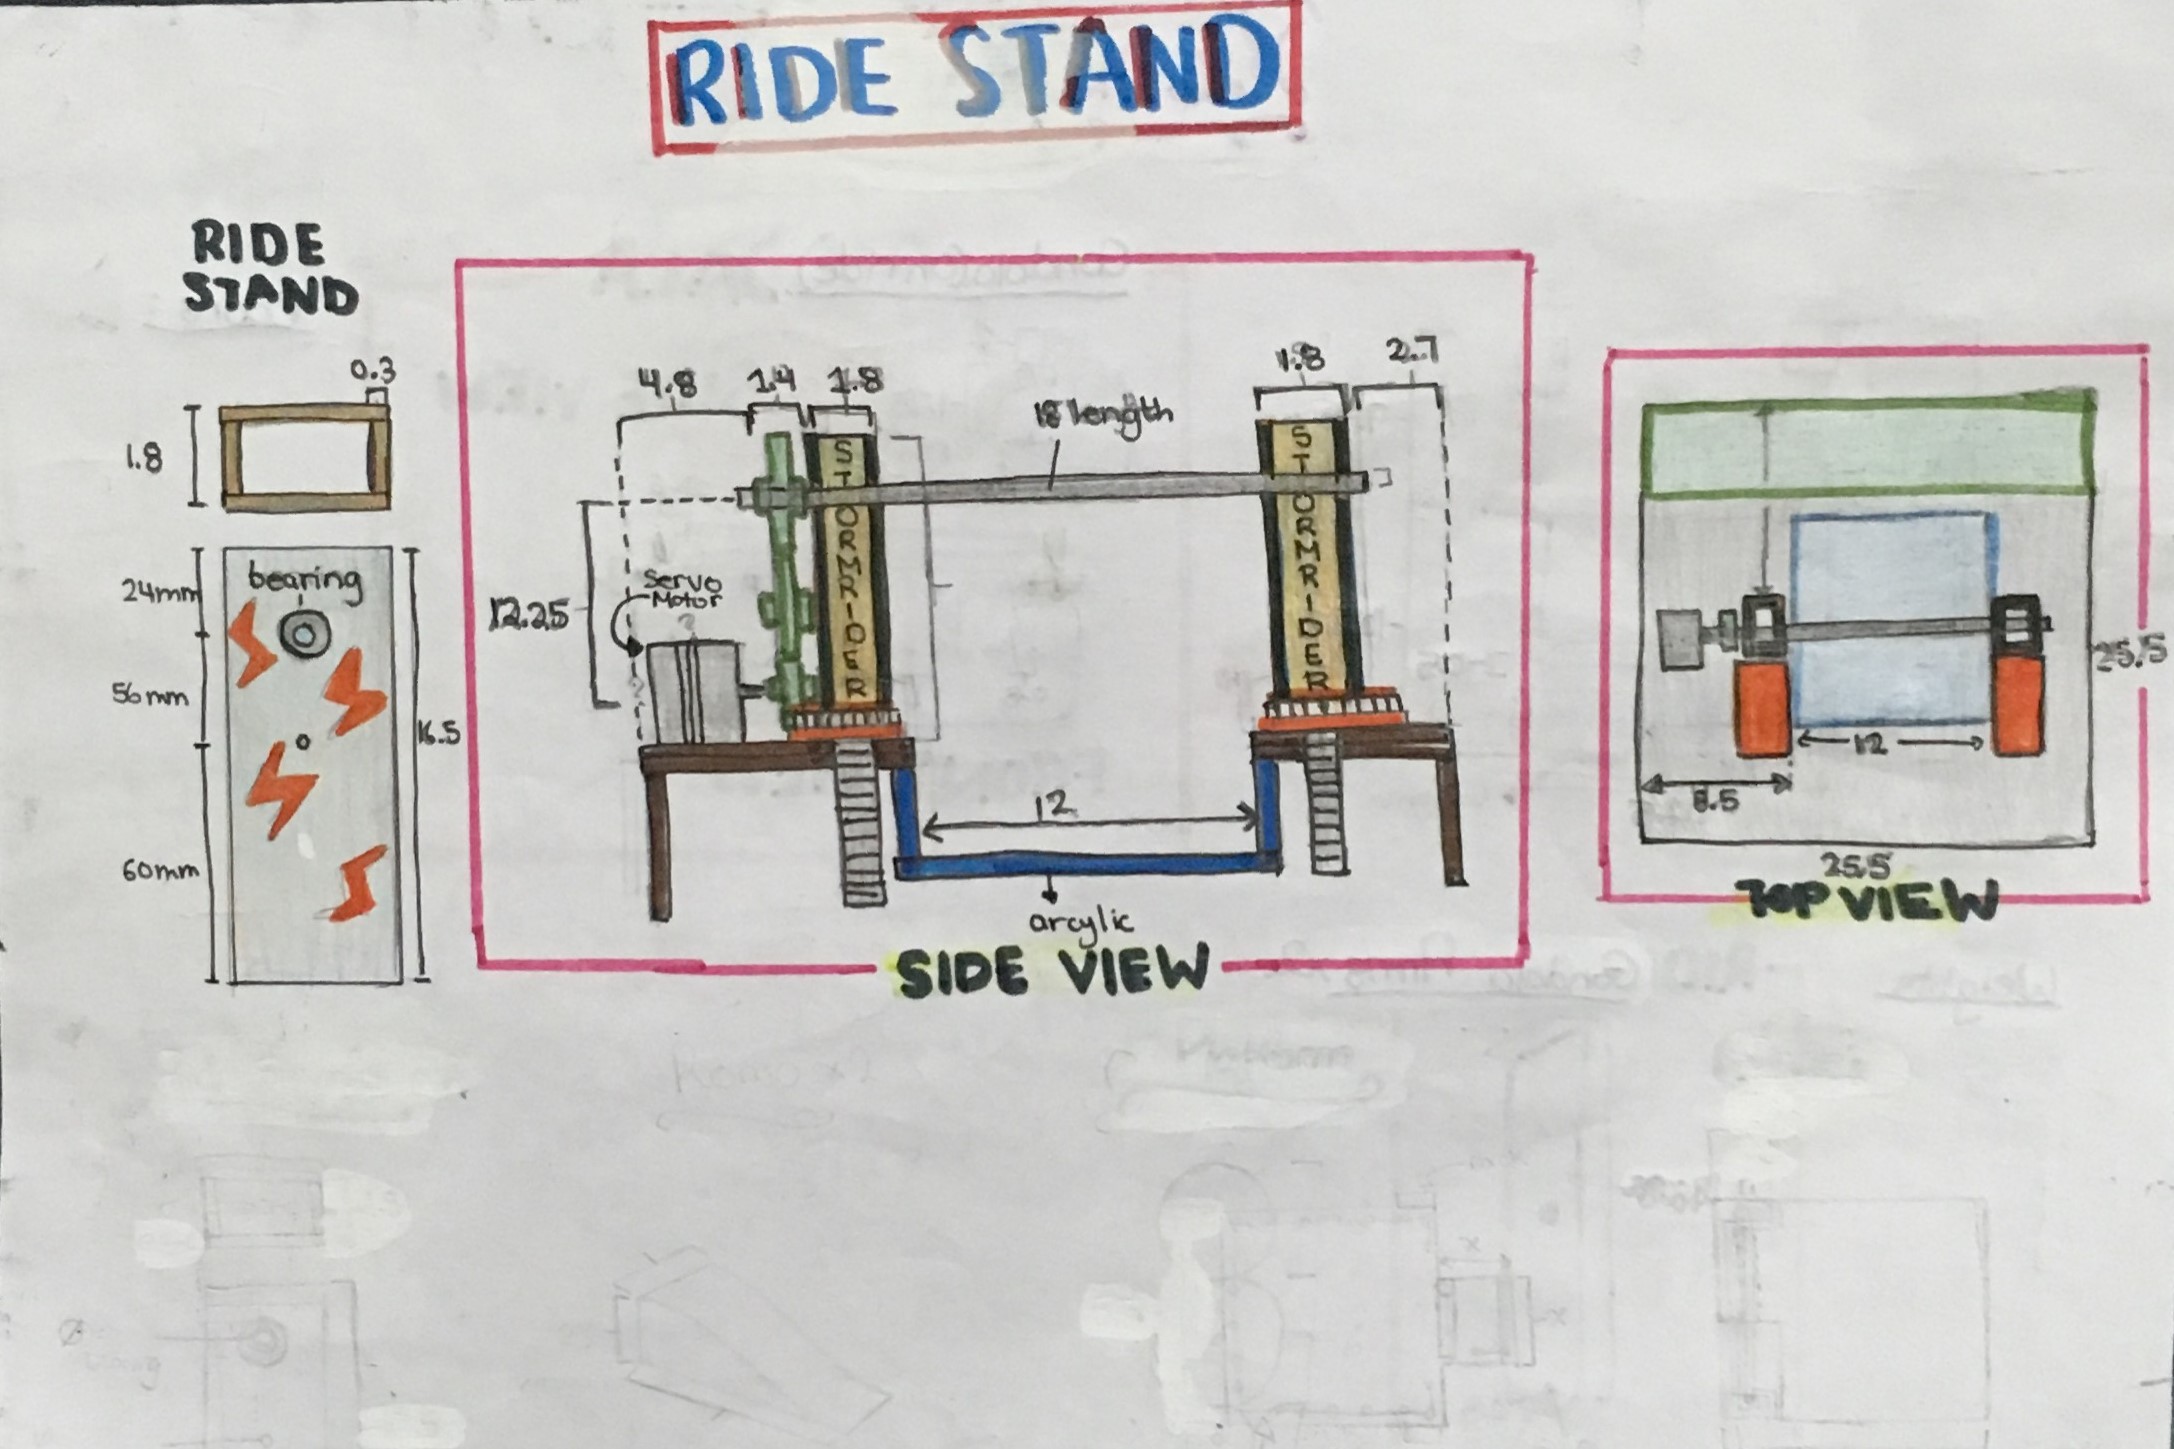 RIDE STAND
RIDE
STAND
0.3
1.8
24mm
bearing
56mm
60mm
16.5
4.8
1.4
1.8
18 length
1.8
2.7
12.25
Servo
Motor
?
STORMRIDER
STORMRIDER
12
arcylic
SIDE VIEW
12
8.5
25.5
25.5
TOP VIEW